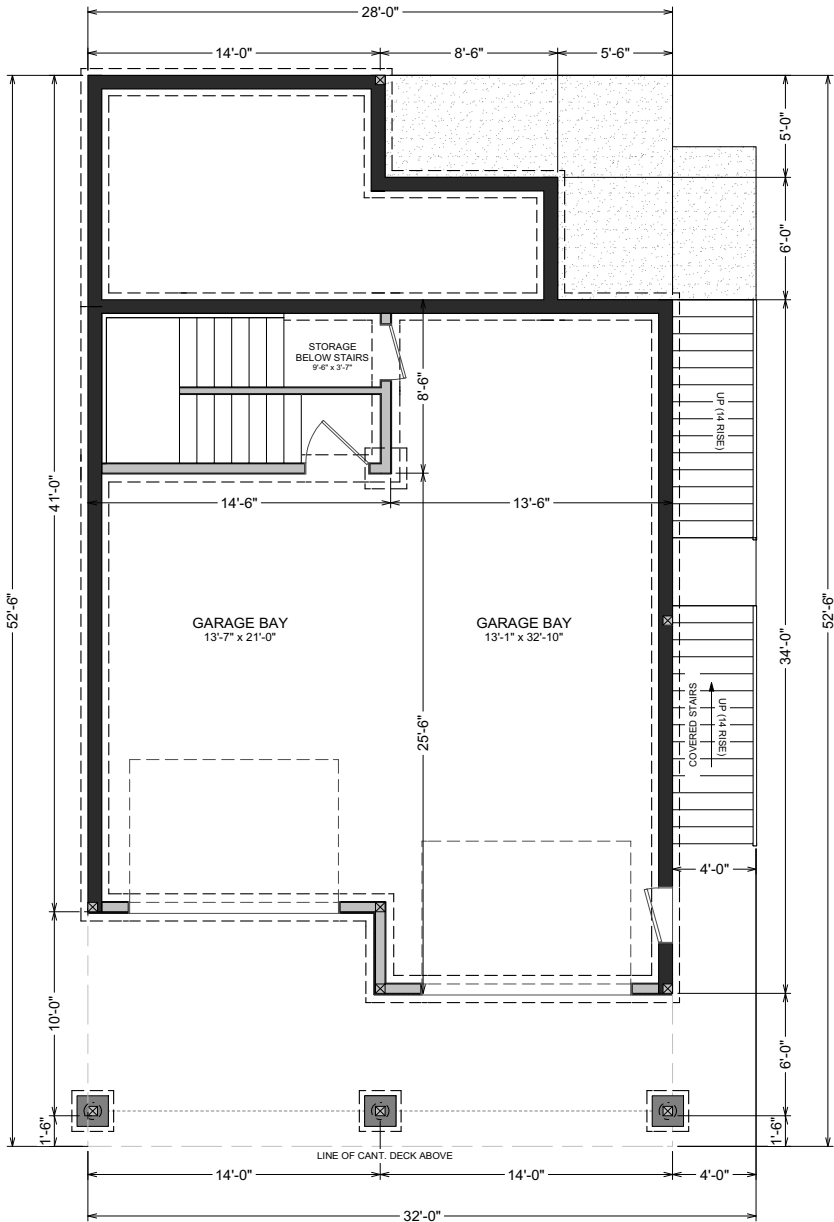 28'-0"
14'-0"
8'-6"
5'-6"
5'-0"
6'-0"
STORAGE
BELOW STAIRS
9'-6" x 3'-7"
8'-6"
UP (14 RISE)
41'-0"
14'-6"
13'-6"
52'-6"
52'-6"
GARAGE BAY
13'-7" x 21'-0"
GARAGE BAY
13'-1" x 32'-10"
34'-0"
25'-6"
COVERED STAIRS
UP (14 RISE)
4'-0"
10'-0"
6'-0"
1'-6"
1'-6"
LINE OF CANT. DECK ABOVE
14'-0"
14'-0"
4'-0"
32'-0"